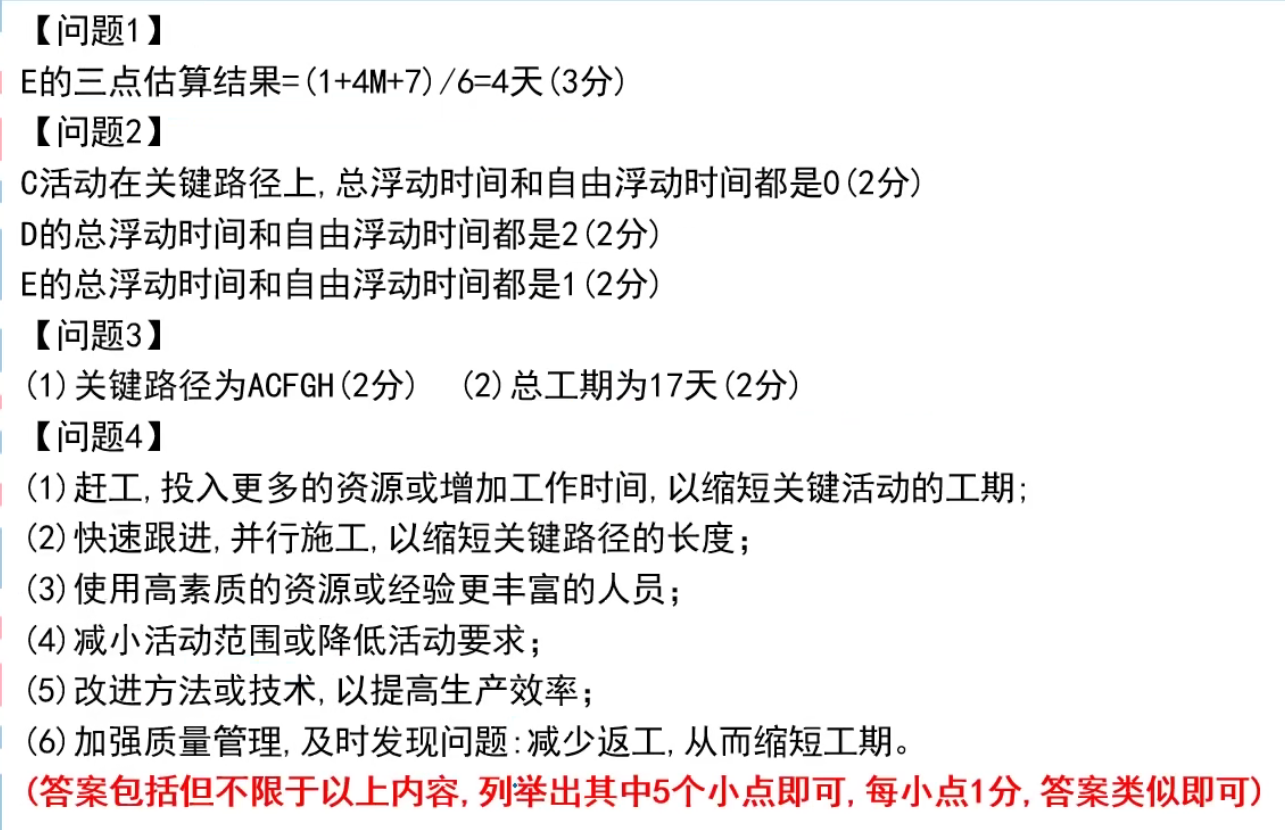 【问题1】
E的三点估算结果=(1+4M+7)/6=4天(3分)
【问题2】
C活动在关键路径上,总浮动时间和自由浮动时间都是0(2分)
D的总浮动时间和自由浮动时间都是2(2分)
E的总浮动时间和自由浮动时间都是1(2分)
【问题3】
(1)关键路径为ACFGH(2分) (2)总工期为17天(2分)
【问题4】
(1)赶工,投入更多的资源或增加工作时间,以缩短关键活动的工期;
(2)快速跟进,并行施工,以缩短关键路径的长度;
(3)使用高素质的资源或经验更丰富的人员;
(4)减小活动范围或降低活动要求;
(5)改进方法或技术,以提高生产效率;
(6)加强质量管理,及时发现问题:减少返工,从而缩短工期。
(答案包括但不限于以上内容,列举出其中5个小点即可,每小点1分,答案类似即可)